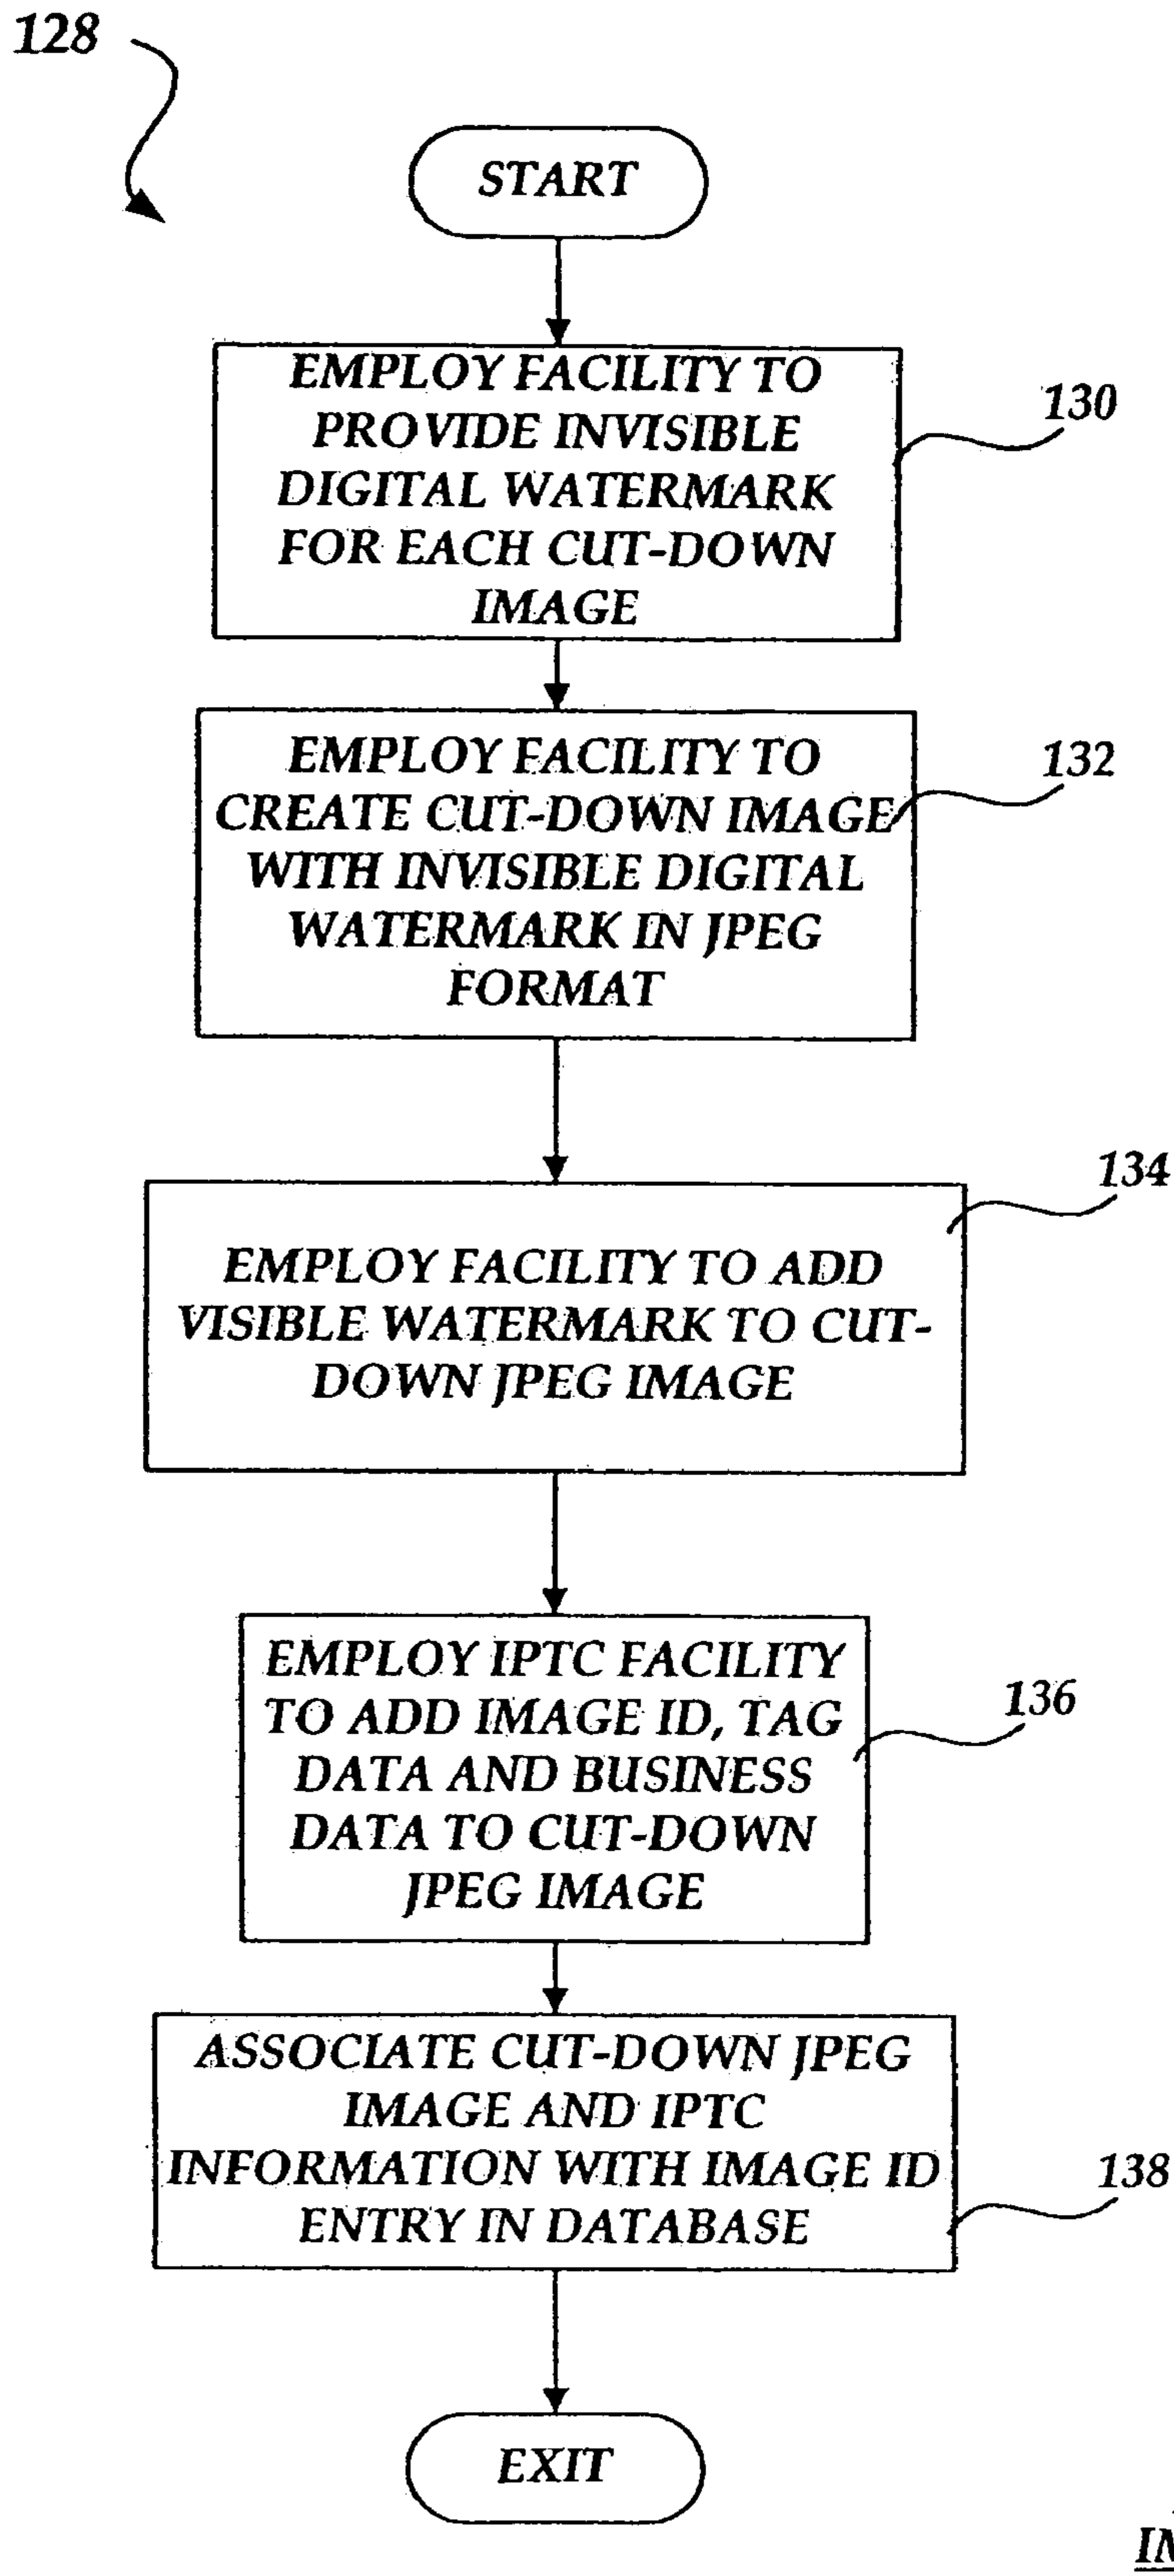 128
START
EMPLOY FACILITY TO
PROVIDE INVISIBLE
DIGITAL WATERMARK
FOR EACH CUT-DOWN
IMAGE
130
EMPLOY FACILITY TO
CREATE CUT-DOWN IMAGE
WITH INVISIBLE DIGITAL
WATERMARK IN JPEG
FORMAT
132
EMPLOY FACILITY TO ADD
VISIBLE WATERMARK TO CUT-
DOWN JPEG IMAGE
134
EMPLOY IPTC FACILITY
TO ADD IMAGE ID, TAG
DATA AND BUSINESS
DATA TO CUT-DOWN
JPEG IMAGE
136
ASSOCIATE CUT-DOWN JPEG
IMAGE AND IPTC
INFORMATION WITH IMAGE ID
ENTRY IN DATABASE
138
EXIT